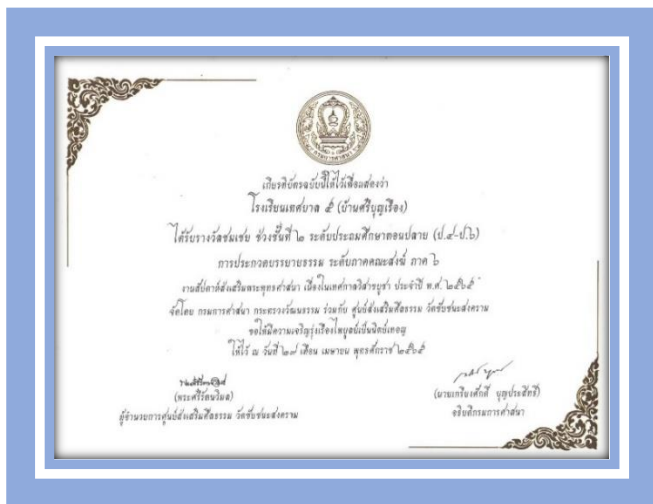 เกียรติบัตรฉบับนี้ให้ไว้เพื่อแสดงว่า
โรงเรียนเทศบาล ๕ (บ้านศรีบุญเรือง)
ได้รับรางวัลชมเชย ช่วงชั้นที่ ๒ ระดับประถมศึกษาตอนปลาย (ป.๔-ป.๖)
การประกวดบรรยายธรรม ระดับภาคคณะสงฆ์ ภาค ๖
งานสัปดาห์ส่งเสริมพระพุทธศาสนา เนื่องในเทศกาลวิสาขบูชา ประจำปี พ.ศ. ๒๕๖๕
จัดโดย กรมการศาสนา กระทรวงวัฒนธรรม ร่วมกับ ศูนย์ส่งเสริมศีลธรรม วัดชัยชนะสงคราม
ขอให้มีความเจริญรุ่งเรืองไพบูลย์เป็นนิตย์เทอญ
ให้ไว้ ณ วันที่ ๒๙ เดือน เมษายน พุทธศักราช ๒๕๖๕
(พระศรีรัตนวิมล)
ผู้อำนวยการศูนย์ส่งเสริมศีลธรรม วัดชัยชนะสงคราม
(นายเกรียงศักดิ์ บุญประสิทธิ์)
อธิบดีกรมการศาสนา